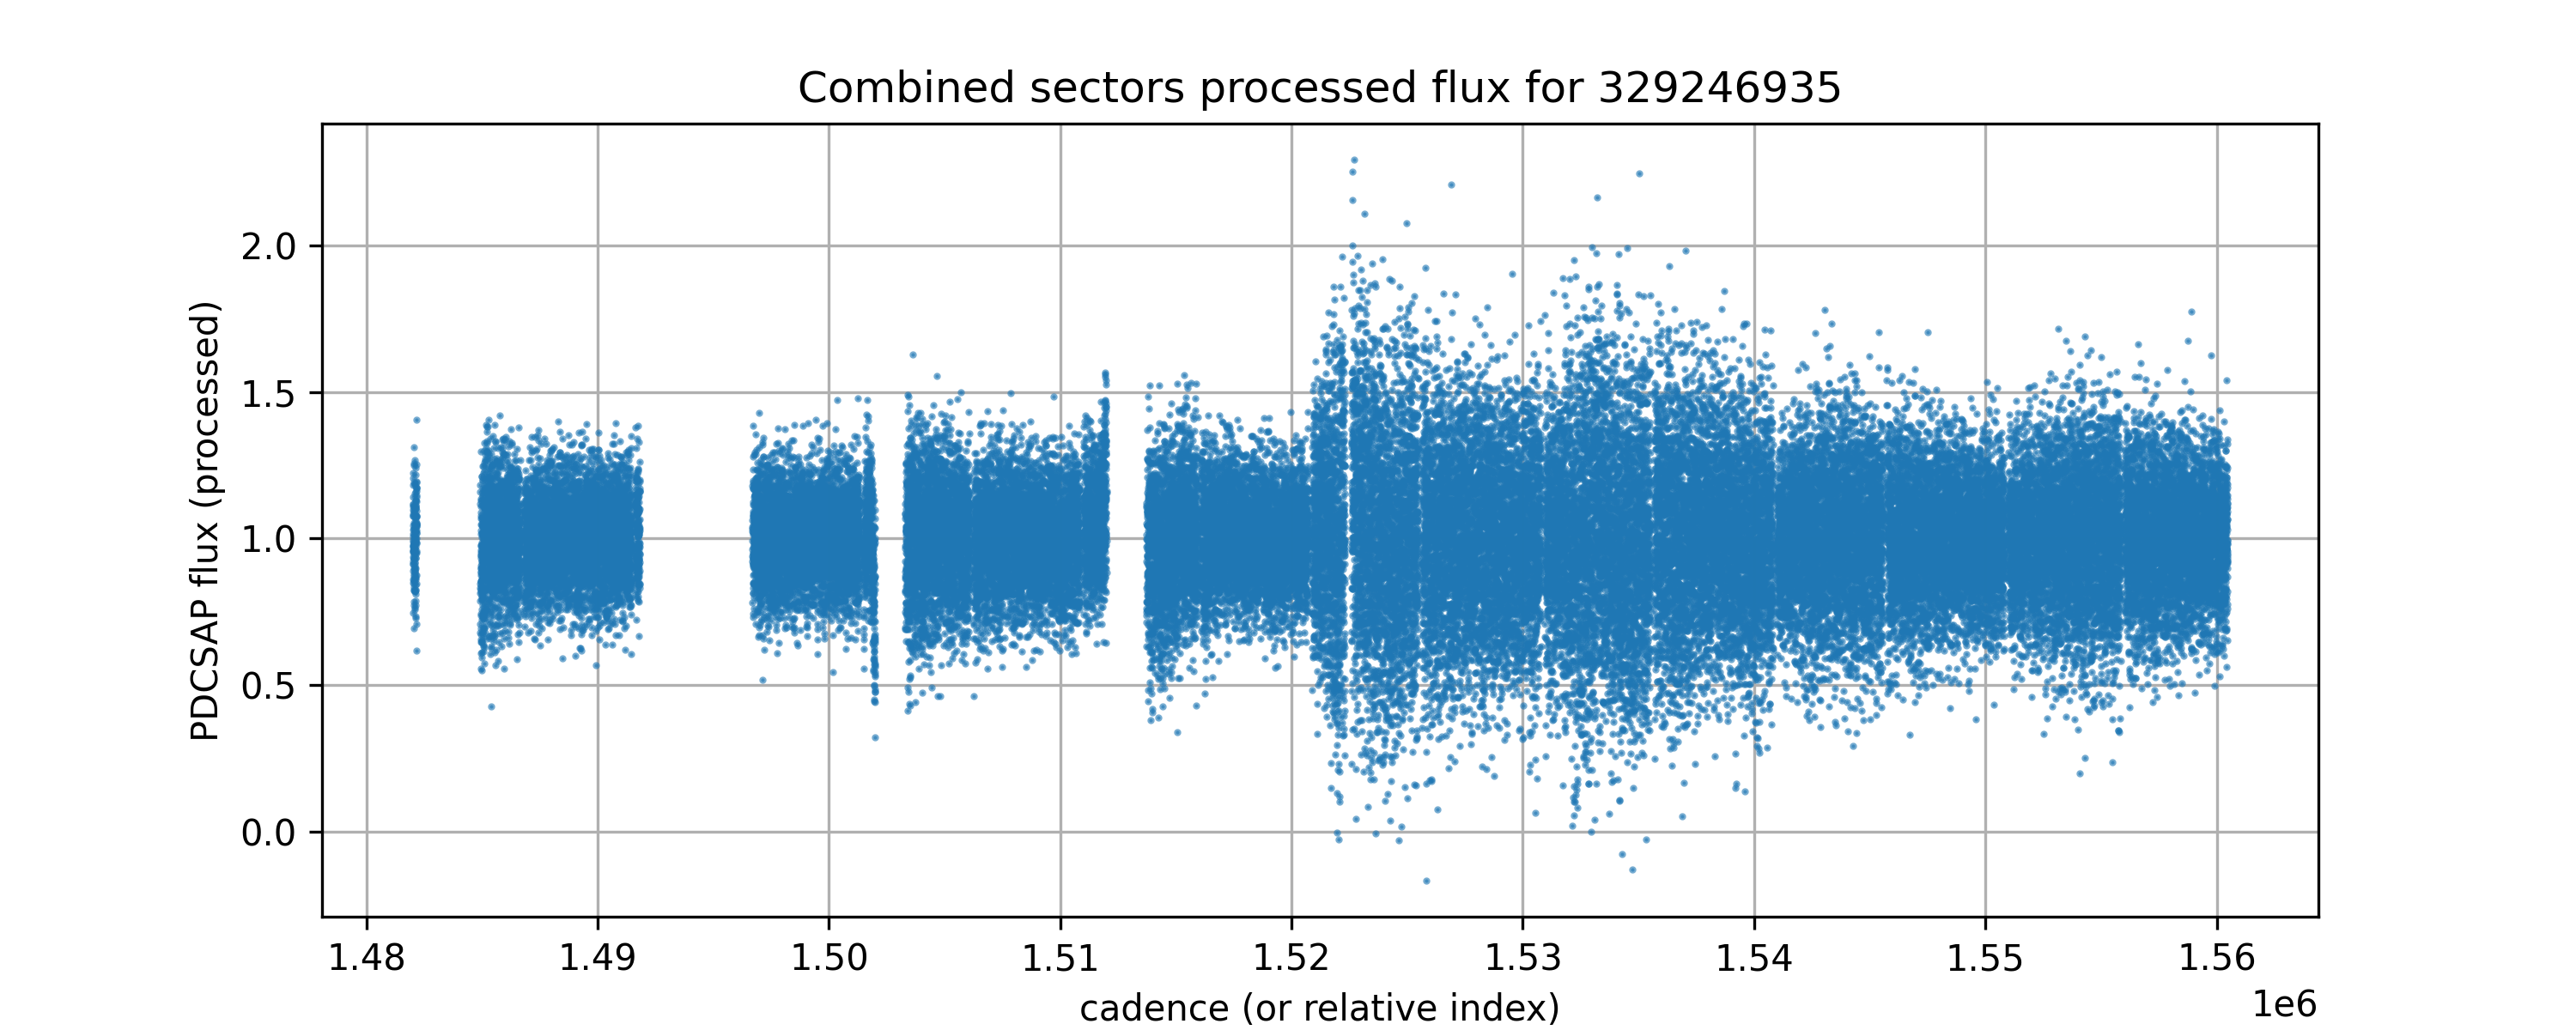 Combined sectors processed flux for 329246935
PDCSAP flux (processed)
2.0
1.5
1.0
0.5
0.0
1.48 1.49 1.50 1.51 1.52 1.53 1.54 1.55 1.56
1e6
cadence (or relative index)